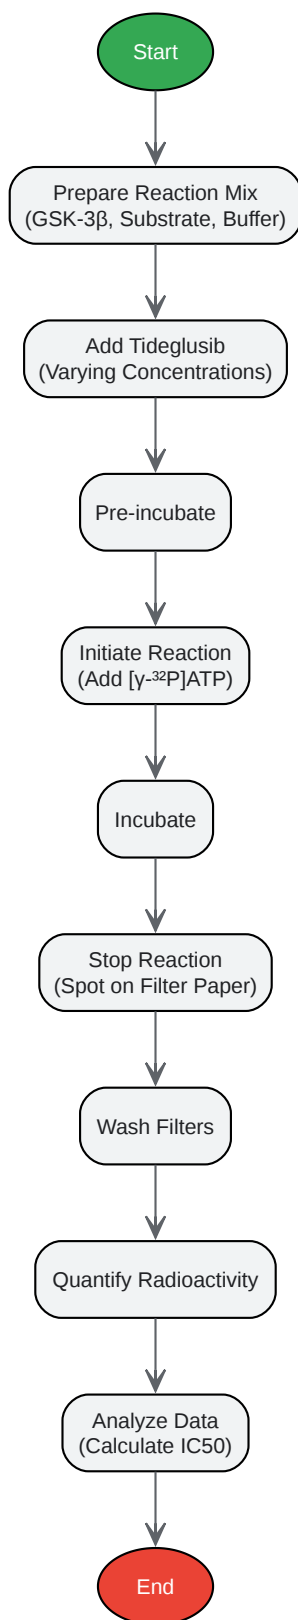 Start
Prepare Reaction Mix
(GSK-3β, Substrate, Buffer)
Add Tideglusib
(Varying Concentrations)
Pre-incubate
Initiate Reaction
(Add [γ-³²P]ATP)
Incubate
Stop Reaction
(Spot on Filter Paper)
Wash Filters
Quantify Radioactivity
Analyze Data
(Calculate IC50)
End